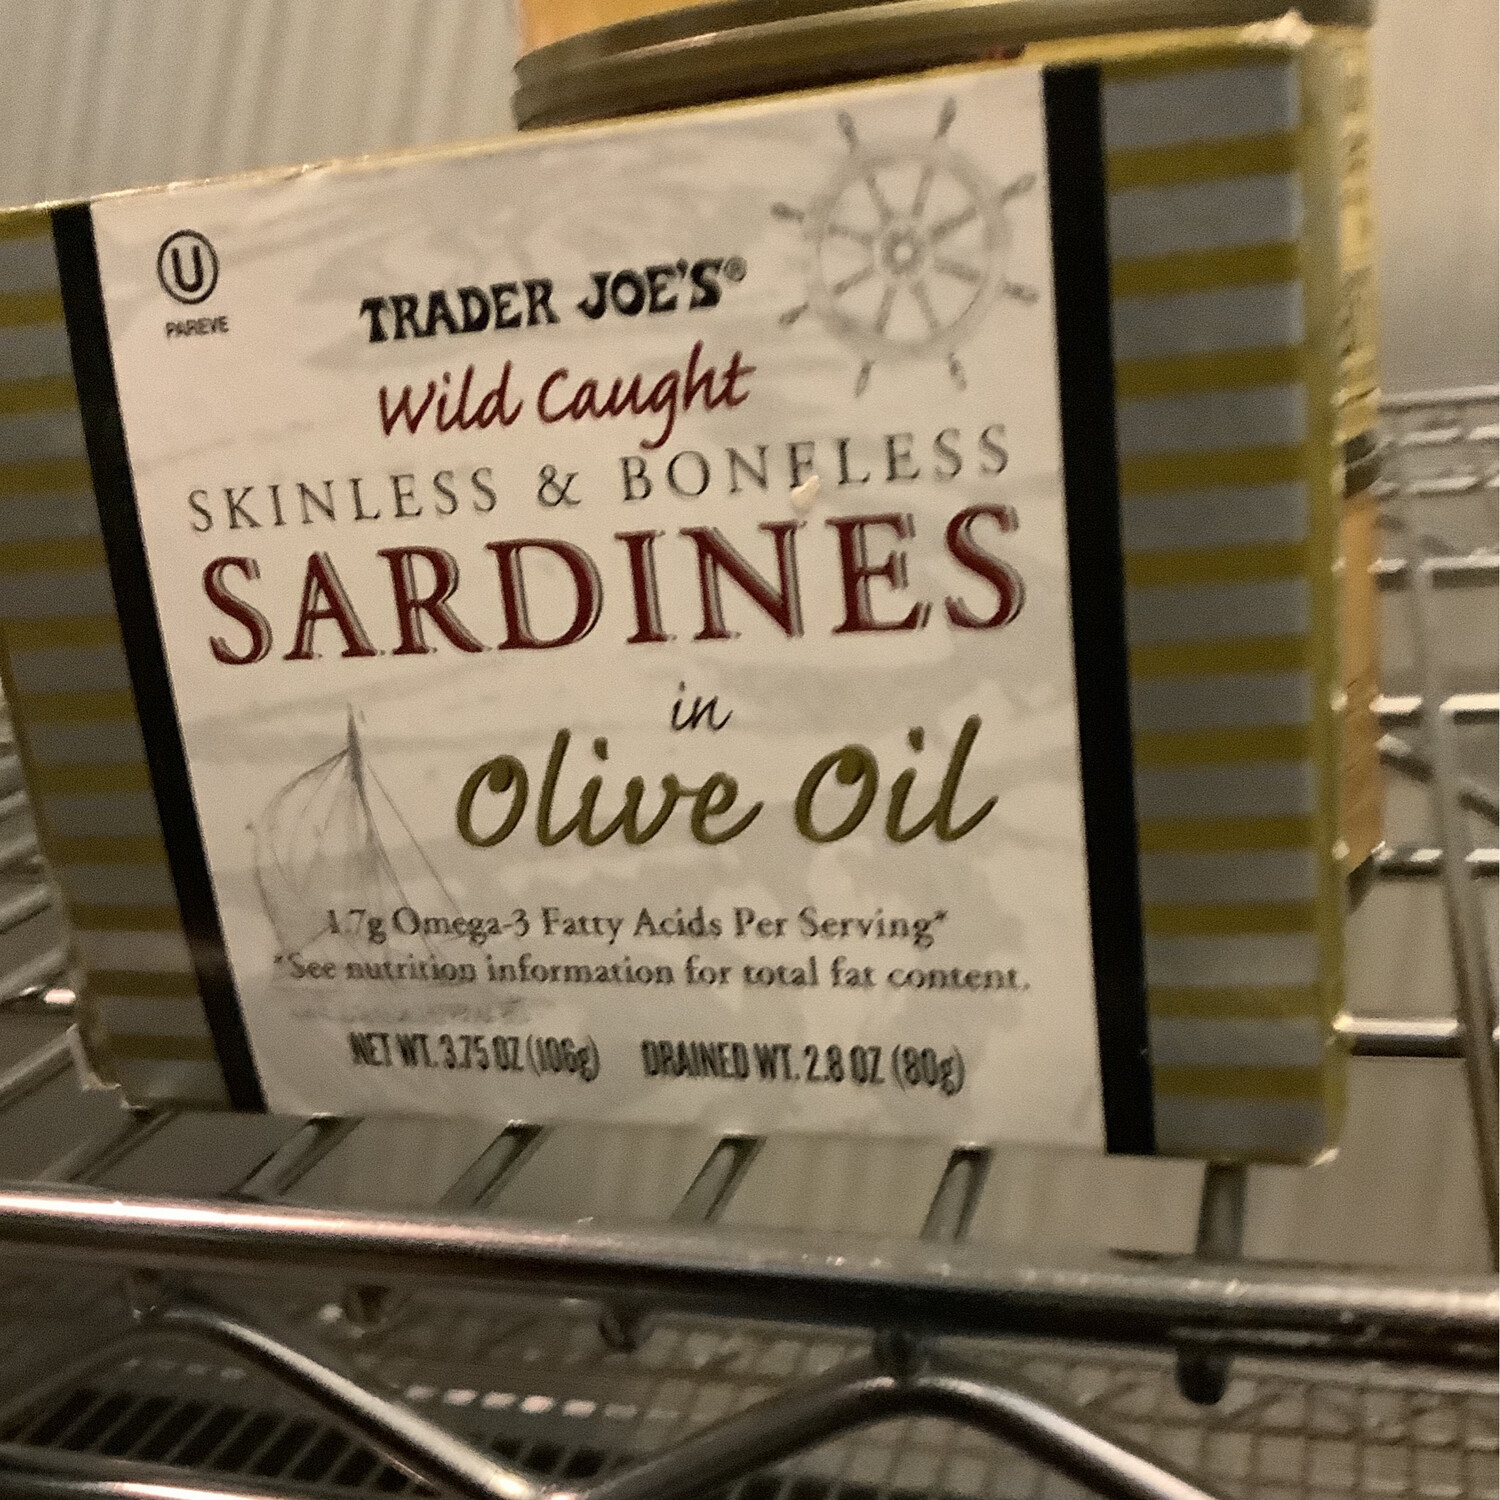 U
PAREVE
TRADER JOE'S®
Wild Caught
SKINLESS & BONELESS
SARDINES
in
Olive Oil
1.7g Omega-3 Fatty Acids Per Serving*
*See nutrition information for total fat content.
NET WT. 3.75 OZ (106g) DRAINED WT. 2.8 OZ (80g)